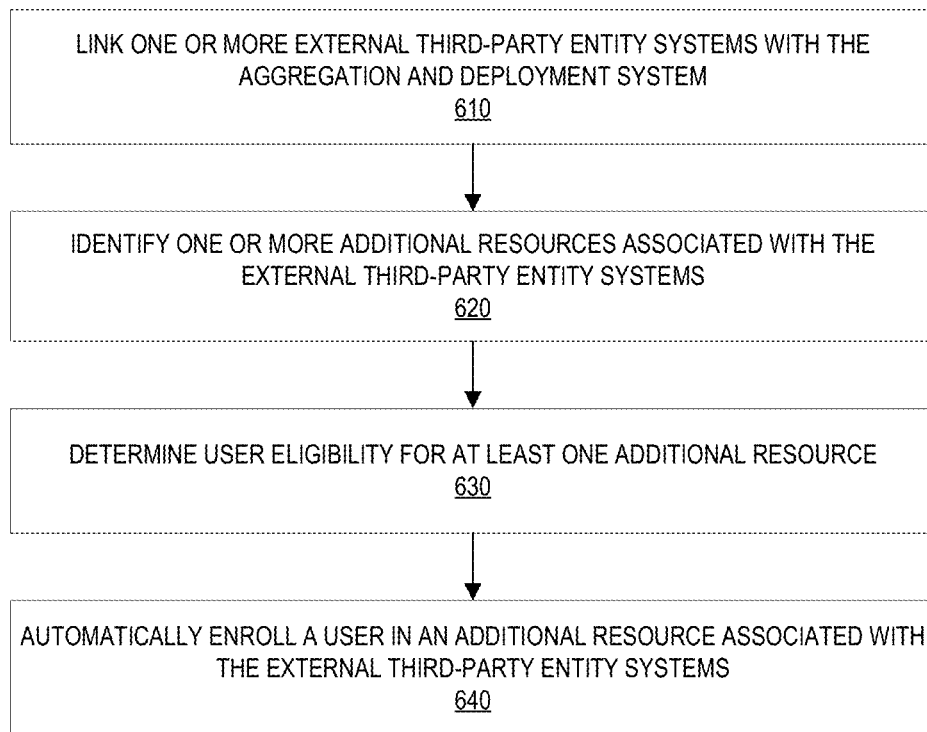 LINK ONE OR MORE EXTERNAL THIRD-PARTY ENTITY SYSTEMS WITH THE
AGGREGATION AND DEPLOYMENT SYSTEM
610
IDENTIFY ONE OR MORE ADDITIONAL RESOURCES ASSOCIATED WITH THE
EXTERNAL THIRD-PARTY ENTITY SYSTEMS
620
DETERMINE USER ELIGIBILITY FOR AT LEAST ONE ADDITIONAL RESOURCE
630
AUTOMATICALLY ENROLL A USER IN AN ADDITIONAL RESOURCE ASSOCIATED WITH
THE EXTERNAL THIRD-PARTY ENTITY SYSTEMS
640